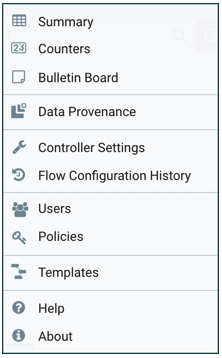 Summary
Counters
Bulletin Board
Data Provenance
Controller Settings
Flow Configuration History
Users
Policies
Templates
Help
About